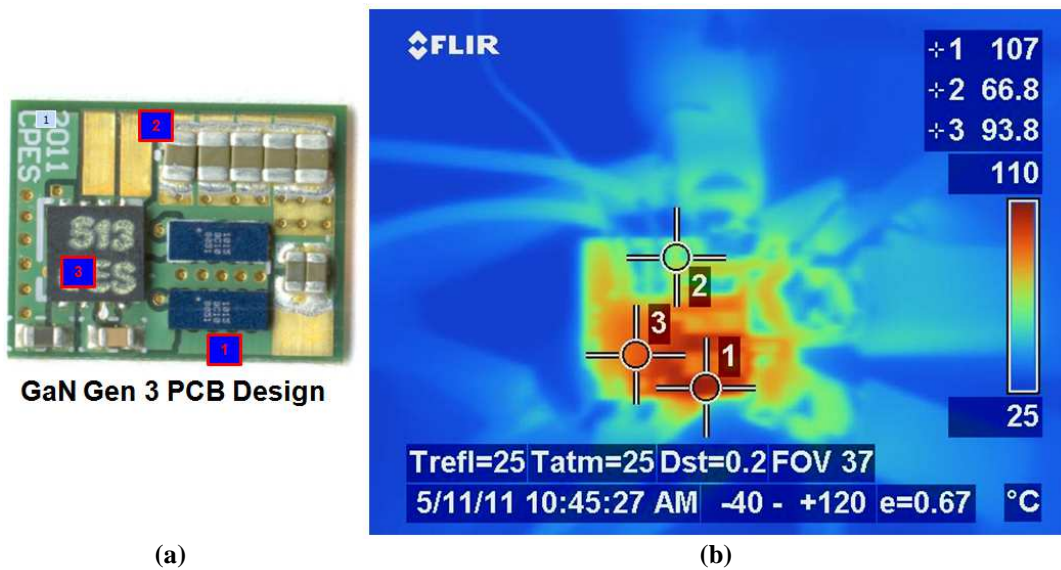 1
2011
CPES
2
3
1
GaN Gen 3 PCB Design
FLIR
1 107
2 66.8
3 93.8
110
2
3
1
25
Trefl=25 Tatm=25 Dst=0.2 FOV 37
5/11/11 10:45:27 AM -40 - +120 e=0.67 °C
(a)
(b)